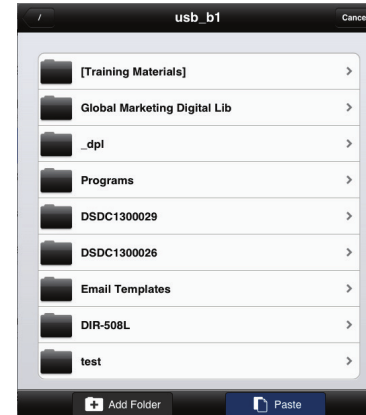 / usb_b1 Cance
[Training Materials]
Global Marketing Digital Lib
_dpl
Programs
DSDC1300029
DSDC1300026
Email Templates
DIR-508L
test
Add Folder Paste